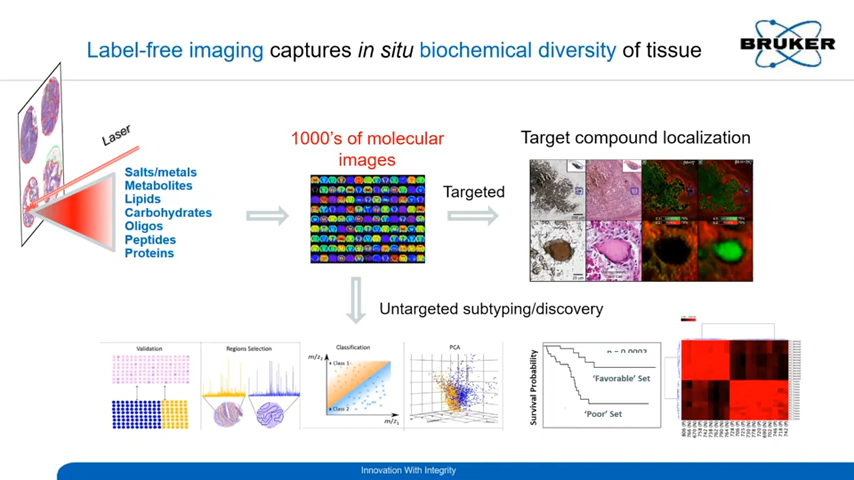 Label-free imaging captures in situ biochemical diversity of tissue
BRUKER
Laser
Salts/metals
Metabolites
Lipids
Carbohydrates
Oligos
Peptides
Proteins
1000's of molecular
images
Targeted
Target compound localization
Untargeted subtyping/discovery
Validation
Regions Selection
Classification
m/z₂
Class 1
Class 2
m/z₁
PCA
Survival Probability
'Favorable' Set
'Poor' Set
Innovation With Integrity